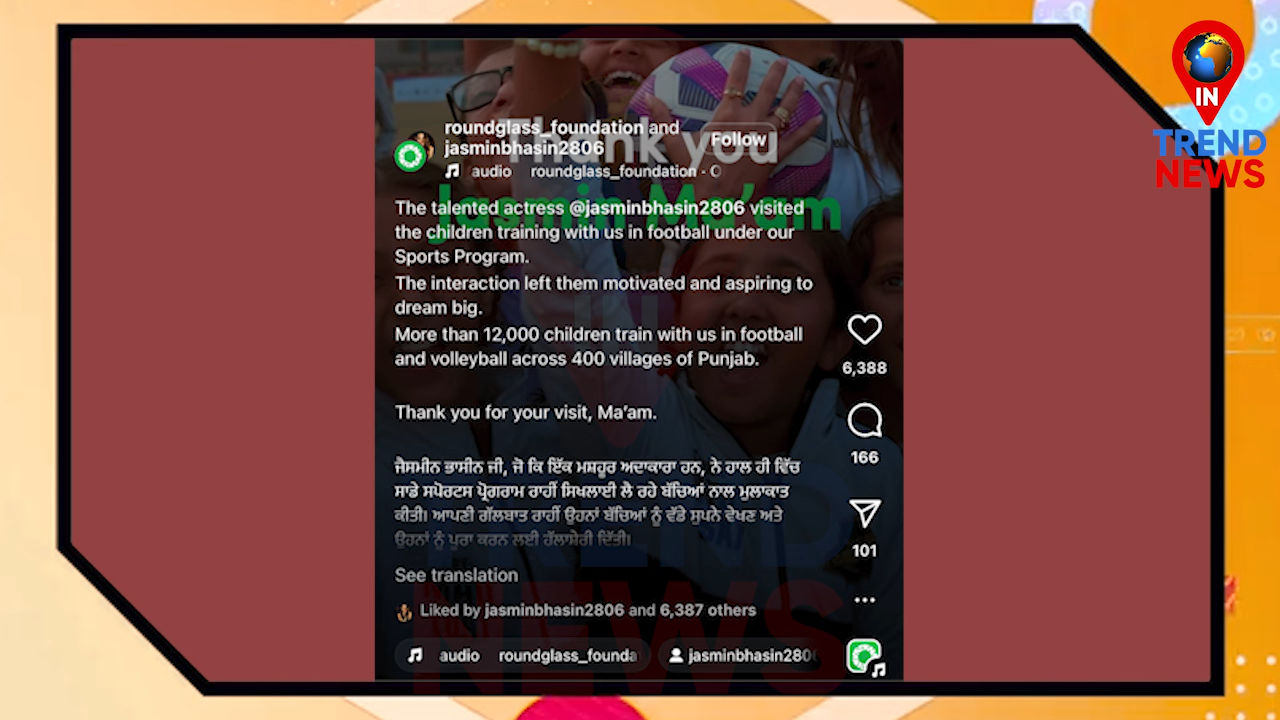 IN
TREND
NEWS
Thank you
Jasmin Ma'am
roundglass_foundation and
jasminbhasin2806
Follow
audio roundglass_foundation
The talented actress @jasminbhasin2806 visited
the children training with us in football under our
Sports Program.
The interaction left them motivated and aspiring to
dream big.
More than 12,000 children train with us in football
and volleyball across 400 villages of Punjab.
Thank you for your visit, Ma'am.
ਜੈਸਮੀਨ ਭਾਸੀਨ ਜੀ, ਜੋ ਕਿ ਇੱਕ ਮਸ਼ਹੂਰ ਅਦਾਕਾਰਾ ਹਨ, ਨੇ ਹਾਲ ਹੀ ਵਿੱਚ
ਸਾਡੇ ਸਪੋਰਟਸ ਪ੍ਰੋਗਰਾਮ ਰਾਹੀਂ ਸਿਖਲਾਈ ਲੈ ਰਹੇ ਬੱਚਿਆਂ ਨਾਲ ਮੁਲਾਕਾਤ
ਕੀਤੀ। ਆਪਣੀ ਗੱਲਬਾਤ ਰਾਹੀਂ ਉਹਨਾਂ ਬੱਚਿਆਂ ਨੂੰ ਵੱਡੇ ਸੁਪਨੇ ਵੇਖਣ ਅਤੇ
ਉਹਨਾਂ ਨੂੰ ਪੂਰਾ ਕਰਨ ਲਈ ਹੱਲਾਸ਼ੇਰੀ ਦਿੱਤੀ।
See translation
Liked by jasminbhasin2806 and 6,387 others
audio roundglass_founda
jasminbhasin280
6,388
166
101
TREND
NEWS